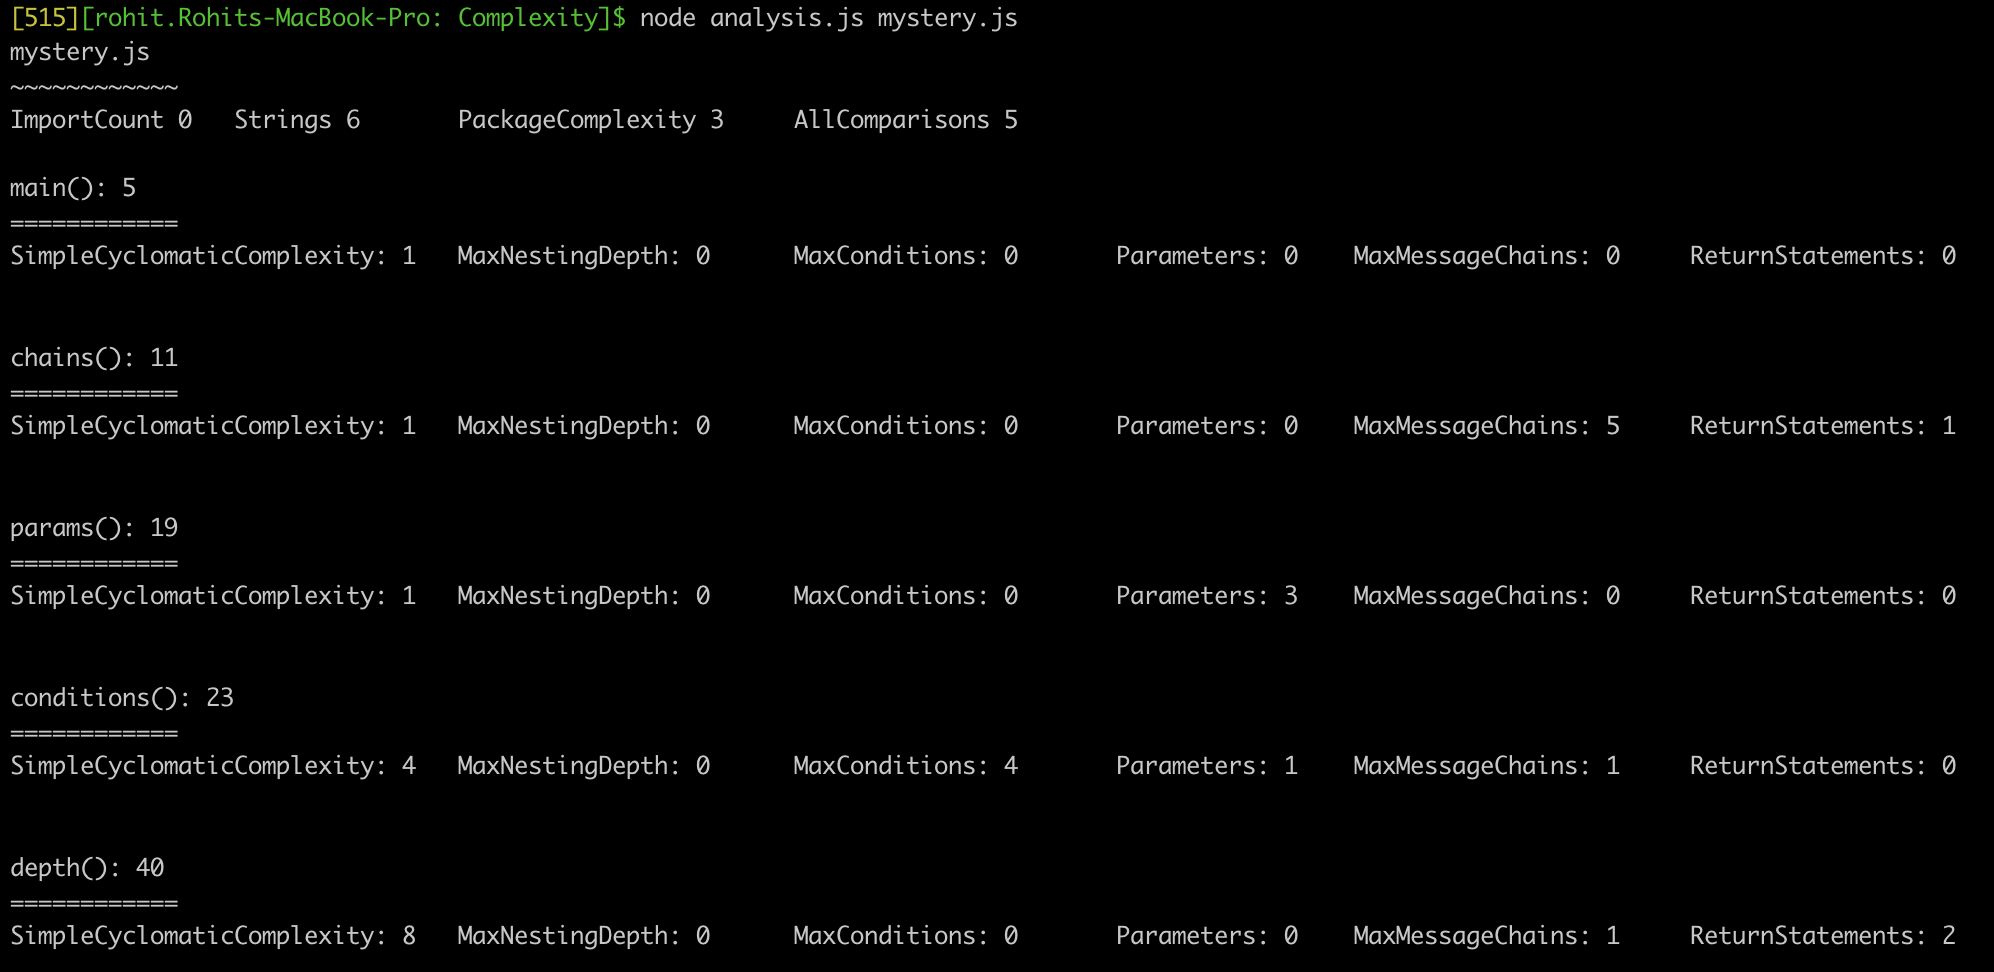 [515][rohit.Rohits-MacBook-Pro: Complexity]$ node analysis.js mystery.js
mystery.js
~~~~~~~~~~~~
ImportCount 0   Strings 6       PackageComplexity 3     AllComparisons 5
main(): 5
============
SimpleCyclomaticComplexity: 1   MaxNestingDepth: 0      MaxConditions: 0       Parameters: 0    MaxMessageChains: 0     ReturnStatements: 0
chains(): 11
============
SimpleCyclomaticComplexity: 1   MaxNestingDepth: 0      MaxConditions: 0       Parameters: 0    MaxMessageChains: 5     ReturnStatements: 1
params(): 19
============
SimpleCyclomaticComplexity: 1   MaxNestingDepth: 0      MaxConditions: 0       Parameters: 3    MaxMessageChains: 0     ReturnStatements: 0
conditions(): 23
============
SimpleCyclomaticComplexity: 4   MaxNestingDepth: 0      MaxConditions: 4       Parameters: 1    MaxMessageChains: 1     ReturnStatements: 0
depth(): 40
============
SimpleCyclomaticComplexity: 8   MaxNestingDepth: 0      MaxConditions: 0       Parameters: 0    MaxMessageChains: 1     ReturnStatements: 2